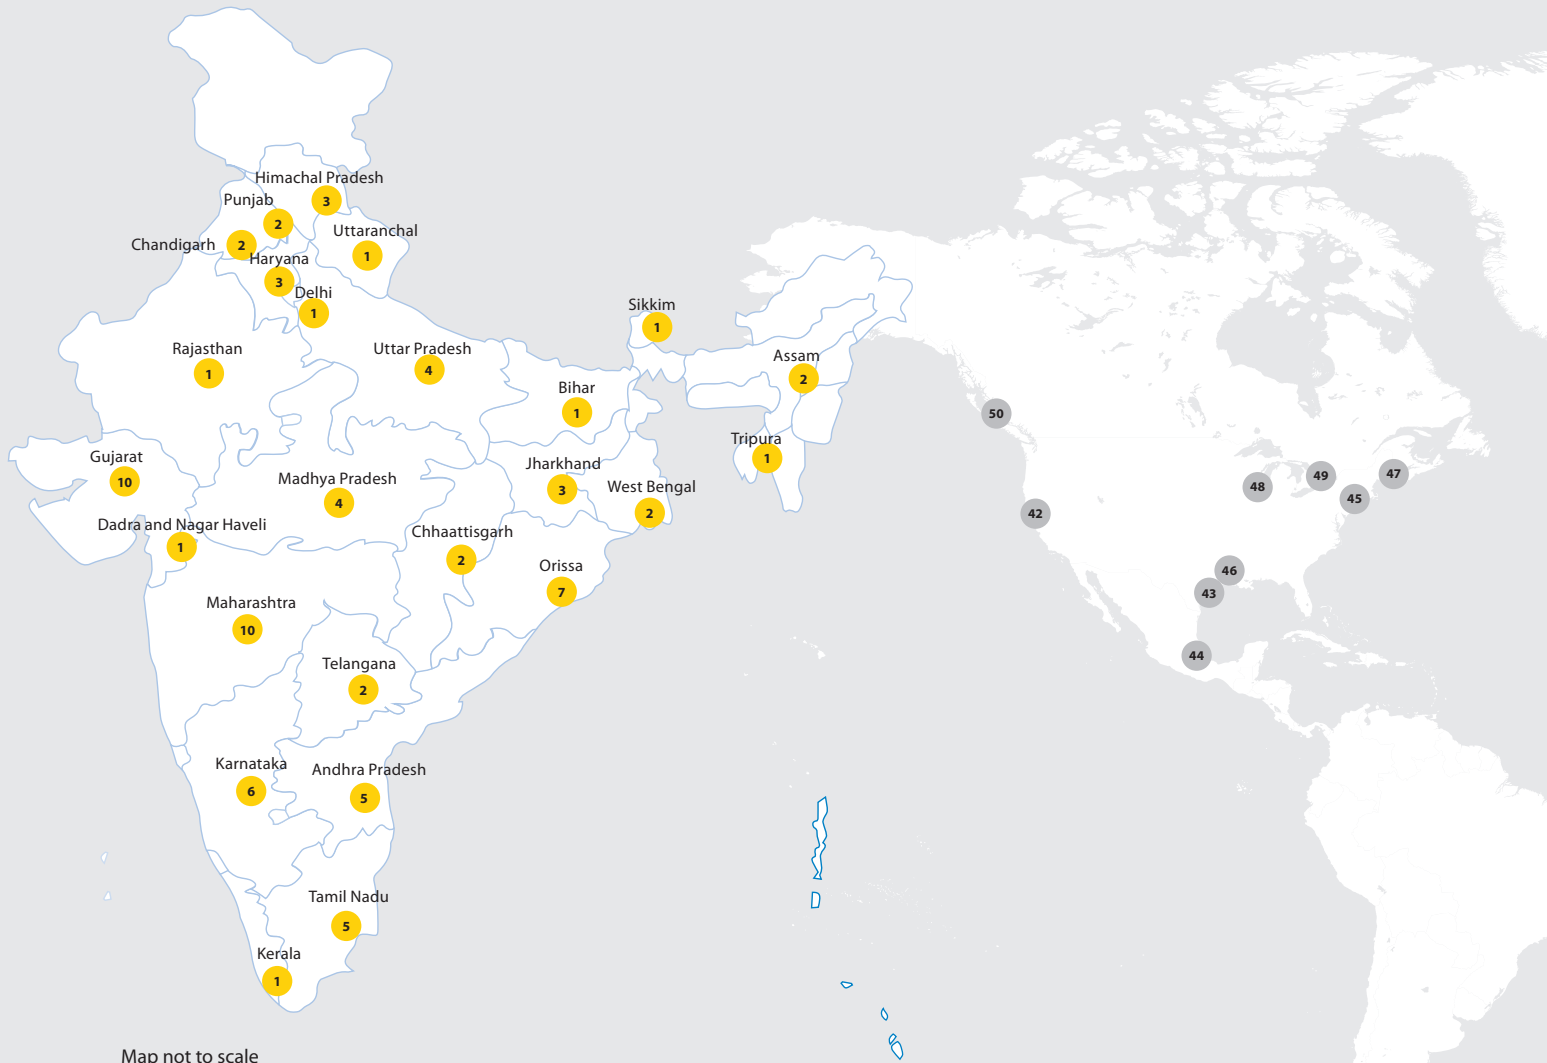 Himachal Pradesh
3
Punjab
2
Chandigarh
2
Uttaranchal
1
Haryana
3
Delhi
1
Sikkim
1
Rajasthan
1
Uttar Pradesh
4
Assam
2
Bihar
1
Tripura
1
Gujarat
10
Madhya Pradesh
4
Jharkhand
3
West Bengal
2
Dadra and Nagar Haveli
1
Chhaattisgarh
2
Orissa
7
Maharashtra
10
Telangana
2
Karnataka
6
Andhra Pradesh
5
Tamil Nadu
5
Kerala
1
50
42
48
49
45
47
46
43
44
Map not to scale